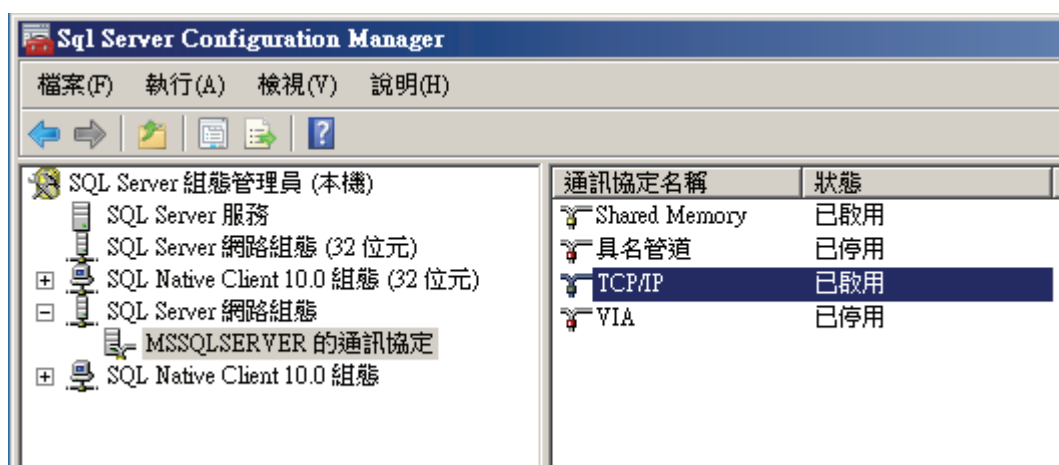 Sql Server Configuration Manager
檔案(F) 執行(A) 檢視(V) 說明(H)
SQL Server 組態管理員 (本機)
SQL Server 服務
SQL Server 網路組態 (32 位元)
SQL Native Client 10.0 組態 (32 位元)
SQL Server 網路組態
MSSQLSERVER 的通訊協定
SQL Native Client 10.0 組態
通訊協定名稱 狀態
Shared Memory 已啟用
具名管道 已停用
TCP/IP 已啟用
VIA 已停用